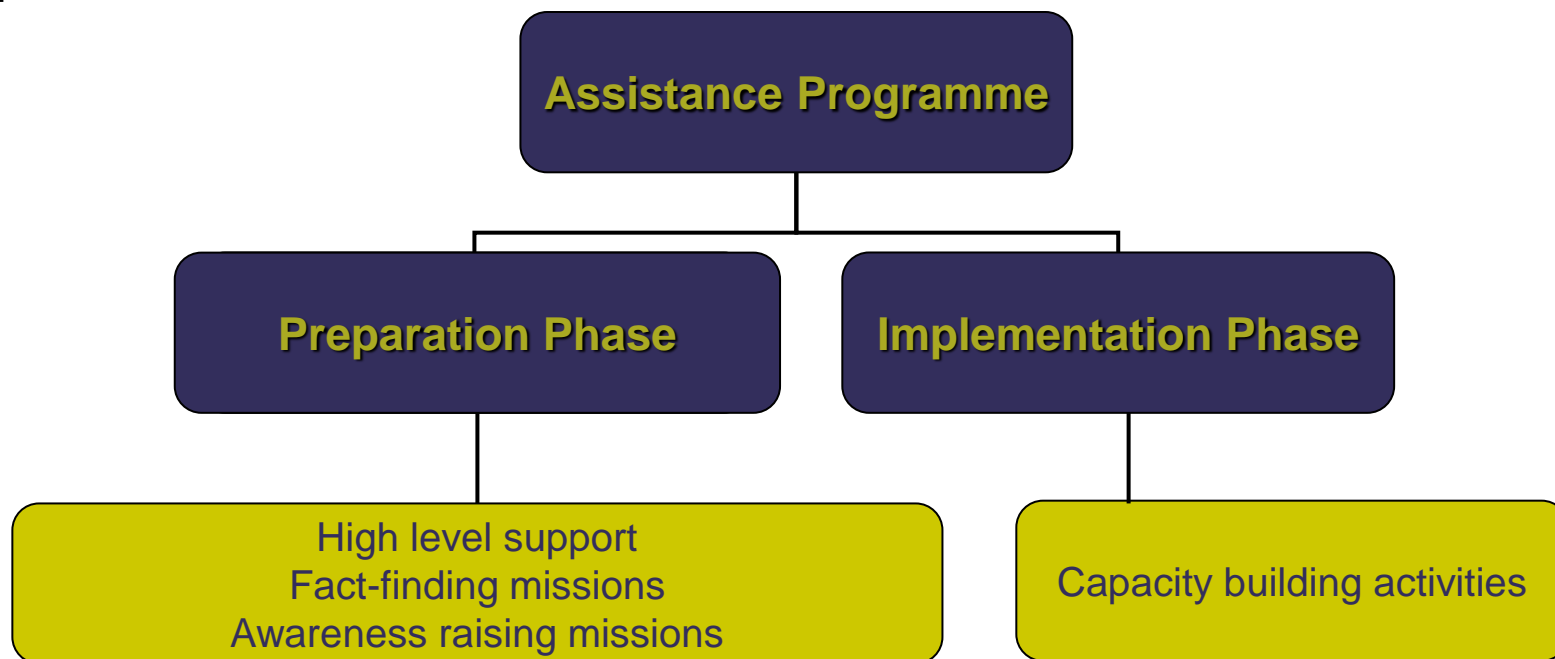 Assistance Programme
Preparation Phase
Implementation Phase
High level support
Fact-finding missions
Awareness raising missions
Capacity building activities